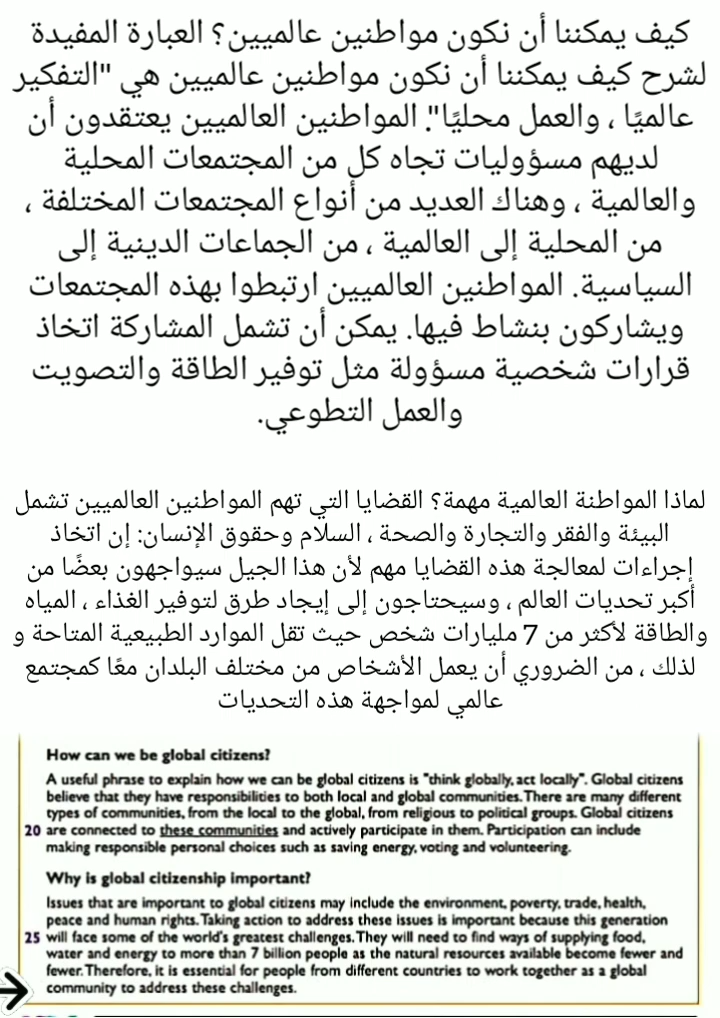 كيف يمكننا أن نكون مواطنين عالميين؟ العبارة المفيدة
لشرح كيف يمكننا أن نكون مواطنين عالميين هي "التفكير
عالميًا ، والعمل محليًا". المواطنين العالميين يعتقدون أن
لديهم مسؤوليات تجاه كل من المجتمعات المحلية
والعالمية ، وهناك العديد من أنواع المجتمعات المختلفة ،
من المحلية إلى العالمية ، من الجماعات الدينية إلى
السياسية. المواطنين العالميين ارتبطوا بهذه المجتمعات
ويشاركون بنشاط فيها. يمكن أن تشمل المشاركة اتخاذ
قرارات شخصية مسؤولة مثل توفير الطاقة والتصويت
والعمل التطوعي.
لماذا المواطنة العالمية مهمة؟ القضايا التي تهم المواطنين العالميين تشمل
البيئة والفقر والتجارة والصحة ، السلام وحقوق الإنسان: إن اتخاذ
إجراءات لمعالجة هذه القضايا مهم لأن هذا الجيل سيواجهون بعضًا من
أكبر تحديات العالم ، وسيحتاجون إلى إيجاد طرق لتوفير الغذاء ، المياه
والطاقة لأكثر من 7 مليارات شخص حيث تقل الموارد الطبيعية المتاحة و
لذلك ، من الضروري أن يعمل الأشخاص من مختلف البلدان معًا كمجتمع
عالمي لمواجهة هذه التحديات
How can we be global citizens?
A useful phrase to explain how we can be global citizens is "think globally, act locally". Global citizens
believe that they have responsibilities to both local and global communities. There are many different
types of communities, from the local to the global, from religious to political groups. Global citizens
20 are connected to these communities and actively participate in them. Participation can include
making responsible personal choices such as saving energy, voting and volunteering.
Why is global citizenship important?
Issues that are important to global citizens may include the environment, poverty, trade, health,
peace and human rights. Taking action to address these issues is important because this generation
25 will face some of the world's greatest challenges. They will need to find ways of supplying food,
water and energy to more than 7 billion people as the natural resources available become fewer and
fewer. Therefore, it is essential for people from different countries to work together as a global
community to address these challenges.